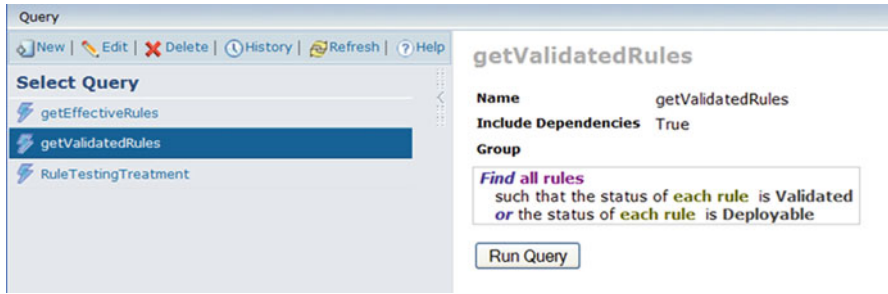 Query
New | Edit | Delete | History | Refresh | Help
Select Query
getEffectiveRules
getValidatedRules
RuleTestingTreatment
getValidatedRules
Name getValidatedRules
Include Dependencies True
Group
Find all rules
such that the status of each rule is Validated
or the status of each rule is Deployable
Run Query